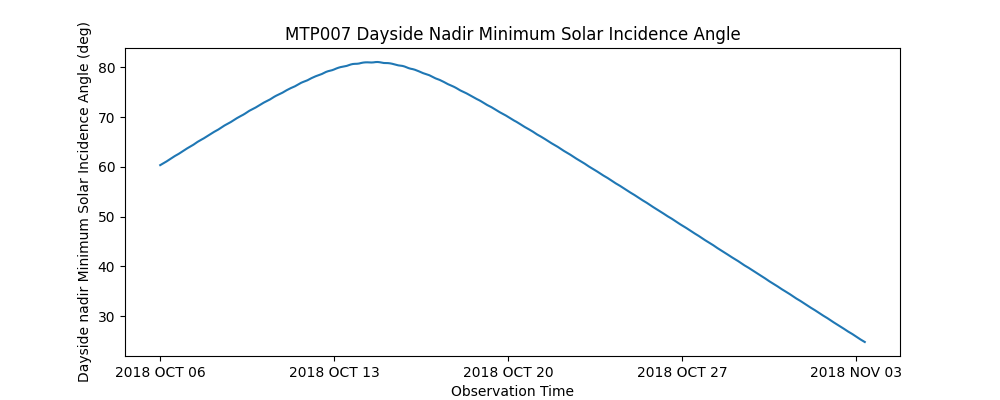 MTP007 Dayside Nadir Minimum Solar Incidence Angle
Dayside nadir Minimum Solar Incidence Angle (deg)
80
70
60
50
40
30
2018 OCT 06
2018 OCT 13
2018 OCT 20
2018 OCT 27
2018 NOV 03
Observation Time